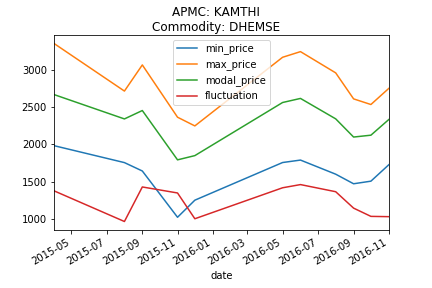 APMC: KAMTHI
Commodity: DHEMSE
min_price
max_price
modal_price
fluctuation
3000
2500
2000
1500
1000
2015-05
2015-07
2015-09
2015-11
2016-01
2016-03
2016-05
2016-07
2016-09
2016-11
date